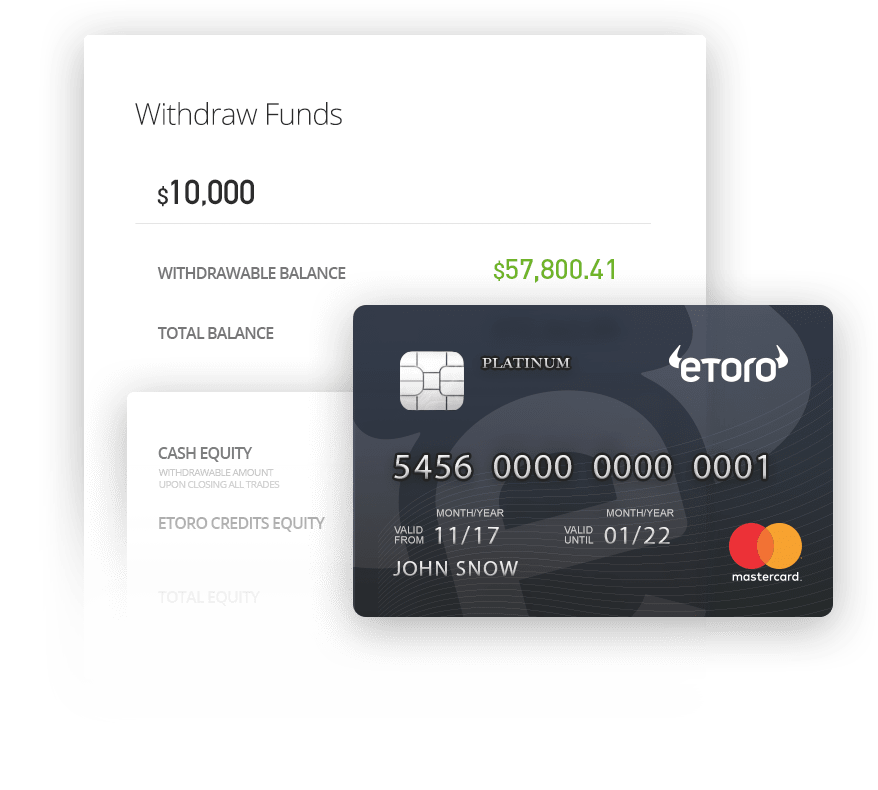 Withdraw Funds
$10,000
WITHDRAWABLE BALANCE $57,800.41
TOTAL BALANCE
PLATINUM
eTORO
CASH EQUITY
WITHDRAWABLE AMOUNT
UPON CLOSING ALL TRADES
ETORO CREDITS EQUITY
TOTAL EQUITY
5456 0000 0000 0001
MONTH/YEAR MONTH/YEAR
VALID FROM 11/17 VALID UNTIL 01/22
JOHN SNOW
mastercard.